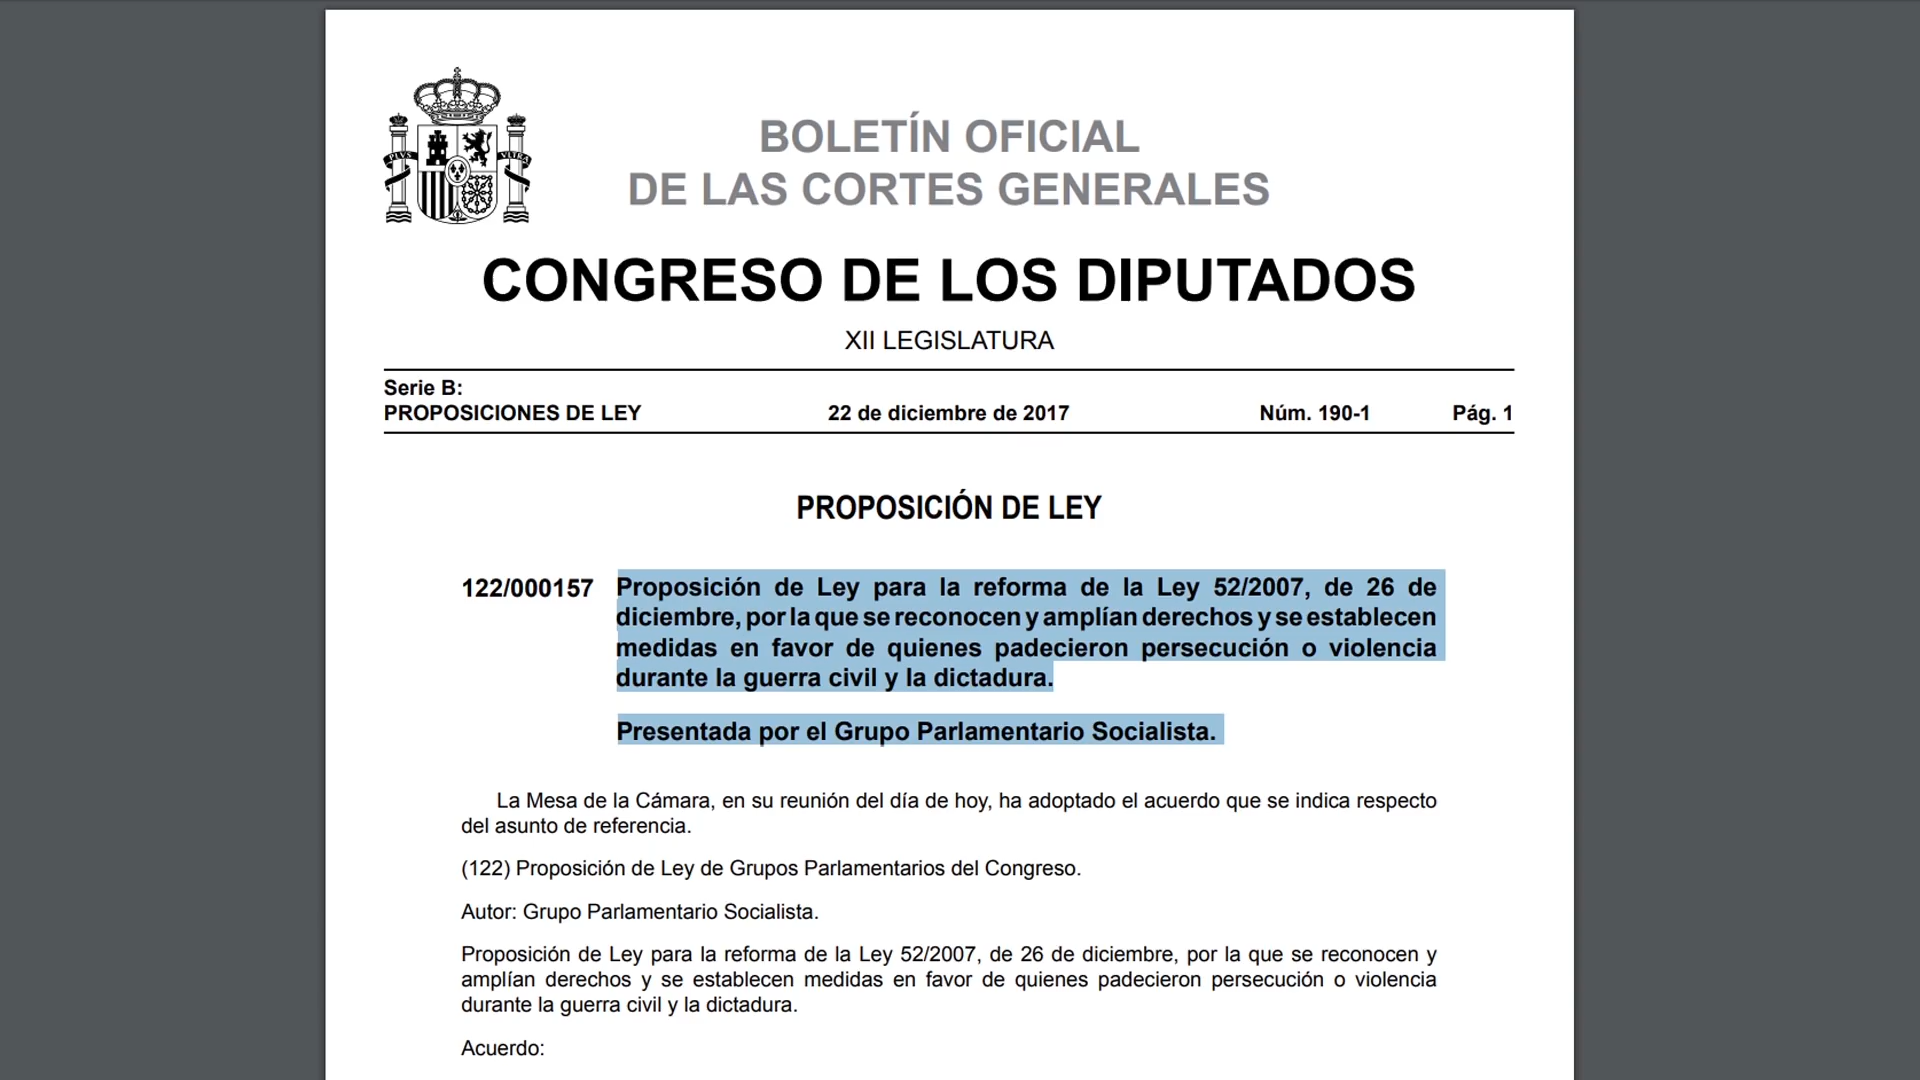 PLVS VLTRA
BOLETÍN OFICIAL
DE LAS CORTES GENERALES
CONGRESO DE LOS DIPUTADOS
XII LEGISLATURA
Serie B:
PROPOSICIONES DE LEY 22 de diciembre de 2017 Núm. 190-1 Pág. 1
PROPOSICIÓN DE LEY
122/000157 Proposición de Ley para la reforma de la Ley 52/2007, de 26 de
diciembre, por la que se reconocen y amplían derechos y se establecen
medidas en favor de quienes padecieron persecución o violencia
durante la guerra civil y la dictadura.
Presentada por el Grupo Parlamentario Socialista.
La Mesa de la Cámara, en su reunión del día de hoy, ha adoptado el acuerdo que se indica respecto
del asunto de referencia.
(122) Proposición de Ley de Grupos Parlamentarios del Congreso.
Autor: Grupo Parlamentario Socialista.
Proposición de Ley para la reforma de la Ley 52/2007, de 26 de diciembre, por la que se reconocen y
amplían derechos y se establecen medidas en favor de quienes padecieron persecución o violencia
durante la guerra civil y la dictadura.
Acuerdo: